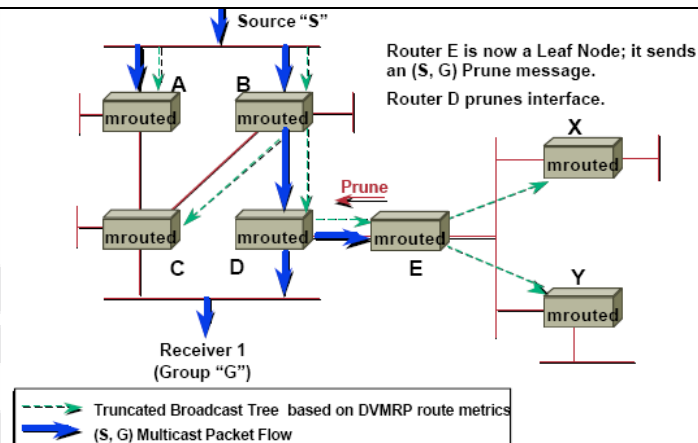 Source “S”
Router E is now a Leaf Node; it sends
an (S, G) Prune message.
Router D prunes interface.
A
B
mrouted
mrouted
X
mrouted
Prune
mrouted
mrouted
mrouted
C
D
E
Y
mrouted
Receiver 1
(Group “G”)
Truncated Broadcast Tree based on DVMRP route metrics
(S, G) Multicast Packet Flow